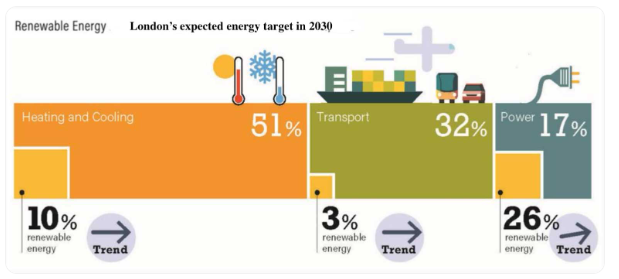 Renewable Energy London's expected energy target in 2030
Heating and Cooling 51% Transport 32% Power 17%
10% 3% 26%
renewable energy Trend renewable energy Trend renewable energy Trend